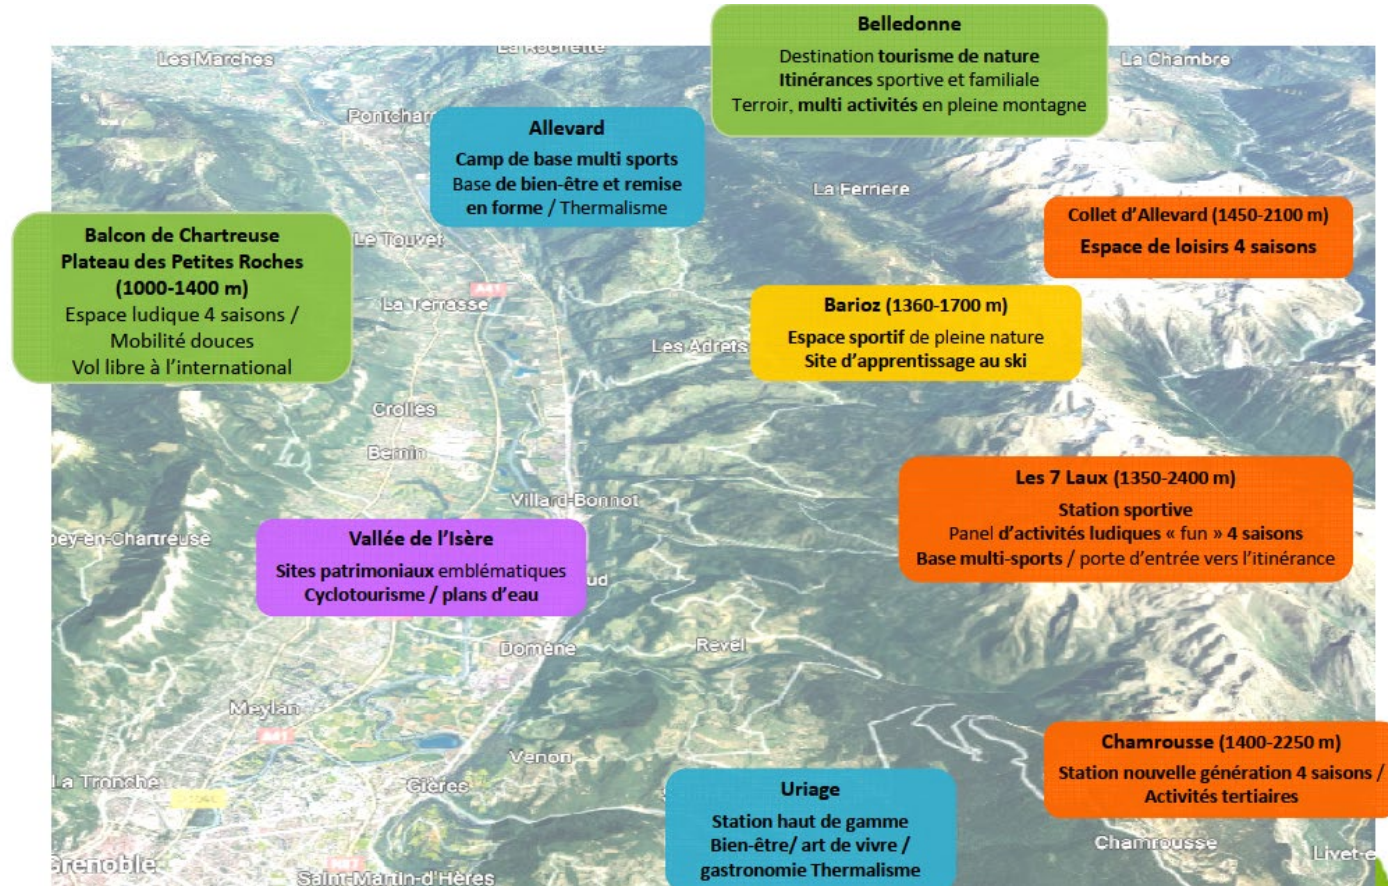 Belledonne
Destination tourisme de nature
Itinérances sportive et familiale
Terroir, multi activités en pleine montagne
Les Marches
La Rochette
La Chambre
Allevard
Camp de base multi sports
Base de bien-être et remise
en forme / Thermalisme
La Ferrière
Collet d’Allevard (1450-2100 m)
Espace de loisirs 4 saisons
Balcon de Chartreuse
Plateau des Petites Roches
(1000-1400 m)
Espace ludique 4 saisons /
Mobilité douces
Vol libre à l’international
Le Touvet
A41
La Terrasse
Barioz (1360-1700 m)
Espace sportif de pleine nature
Site d’apprentissage au ski
Les Adrets
Crolles
Bernin
Villard-Bonnot
Les 7 Laux (1350-2400 m)
Station sportive
Panel d’activités ludiques « fun » 4 saisons
Base multi-sports / porte d’entrée vers l’itinérance
Vallée de l’Isère
Sites patrimoniaux emblématiques
Cyclotourisme / plans d’eau
Domène
Revel
Meylan
A41
Venon
La Tronche
Gières
Chamrousse (1400-2250 m)
Station nouvelle génération 4 saisons /
Activités tertiaires
Uriage
Station haut de gamme
Bien-être/ art de vivre /
gastronomie Thermalisme
Chamrousse
Grenoble
Saint-Martin-d'Hères